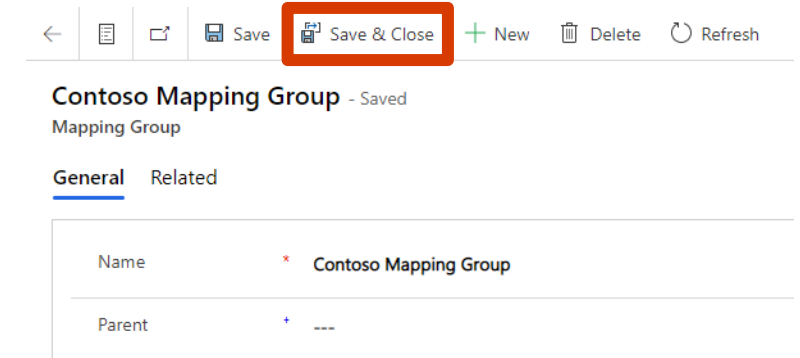 Save Save & Close New Delete Refresh
Contoso Mapping Group - Saved
Mapping Group
General Related
Name * Contoso Mapping Group
Parent + ---